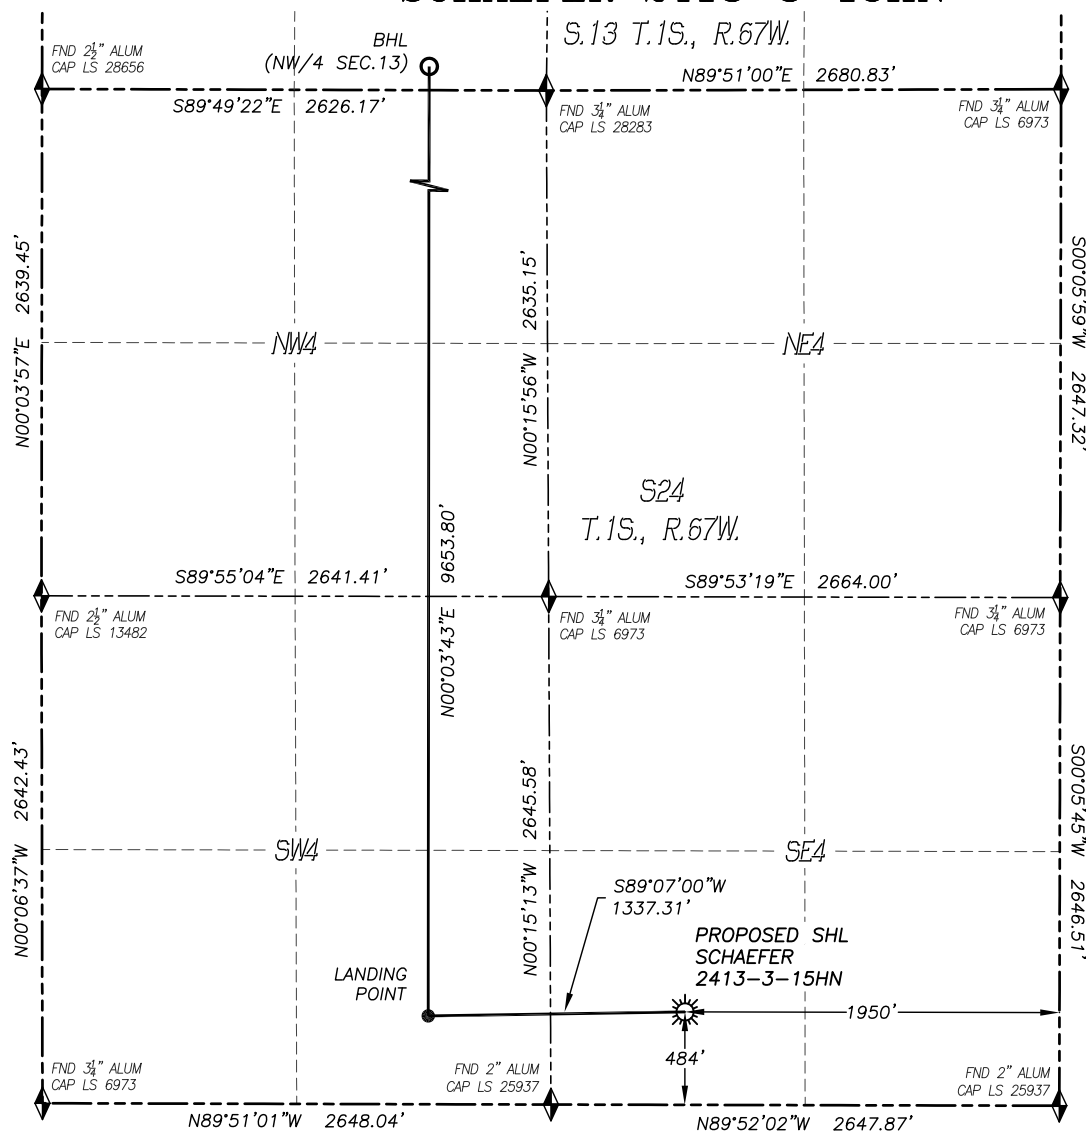 S.13 T.1S., R.67W.
FND 2½" ALUM
CAP LS 28656
BHL
(NW/4 SEC.13)
N89°51'00"E 2680.83'
S89°49'22"E 2626.17'
FND 3¼" ALUM
CAP LS 28283
FND 3¼" ALUM
CAP LS 6973
N00°03'57"E 2639.45'
N00°15'56"W 2635.15'
S00°05'59"W 2647.32'
NW4
NE4
S24
T.1S., R.67W.
N00°03'43"E 9653.80'
S89°55'04"E 2641.41'
S89°53'19"E 2664.00'
FND 2½" ALUM
CAP LS 13482
FND 3¼" ALUM
CAP LS 6973
FND 3¼" ALUM
CAP LS 6973
N00°06'37"W 2642.43'
N00°15'13"W 2645.58'
S00°05'45"W 2646.51'
SW4
SE4
S89°07'00"W
1337.31'
PROPOSED SHL
SCHAEFER
2413-3-15HN
LANDING
POINT
1950'
484'
FND 3¼" ALUM
CAP LS 6973
FND 2" ALUM
CAP LS 25937
FND 2" ALUM
CAP LS 25937
N89°51'01"W 2648.04'
N89°52'02"W 2647.87'